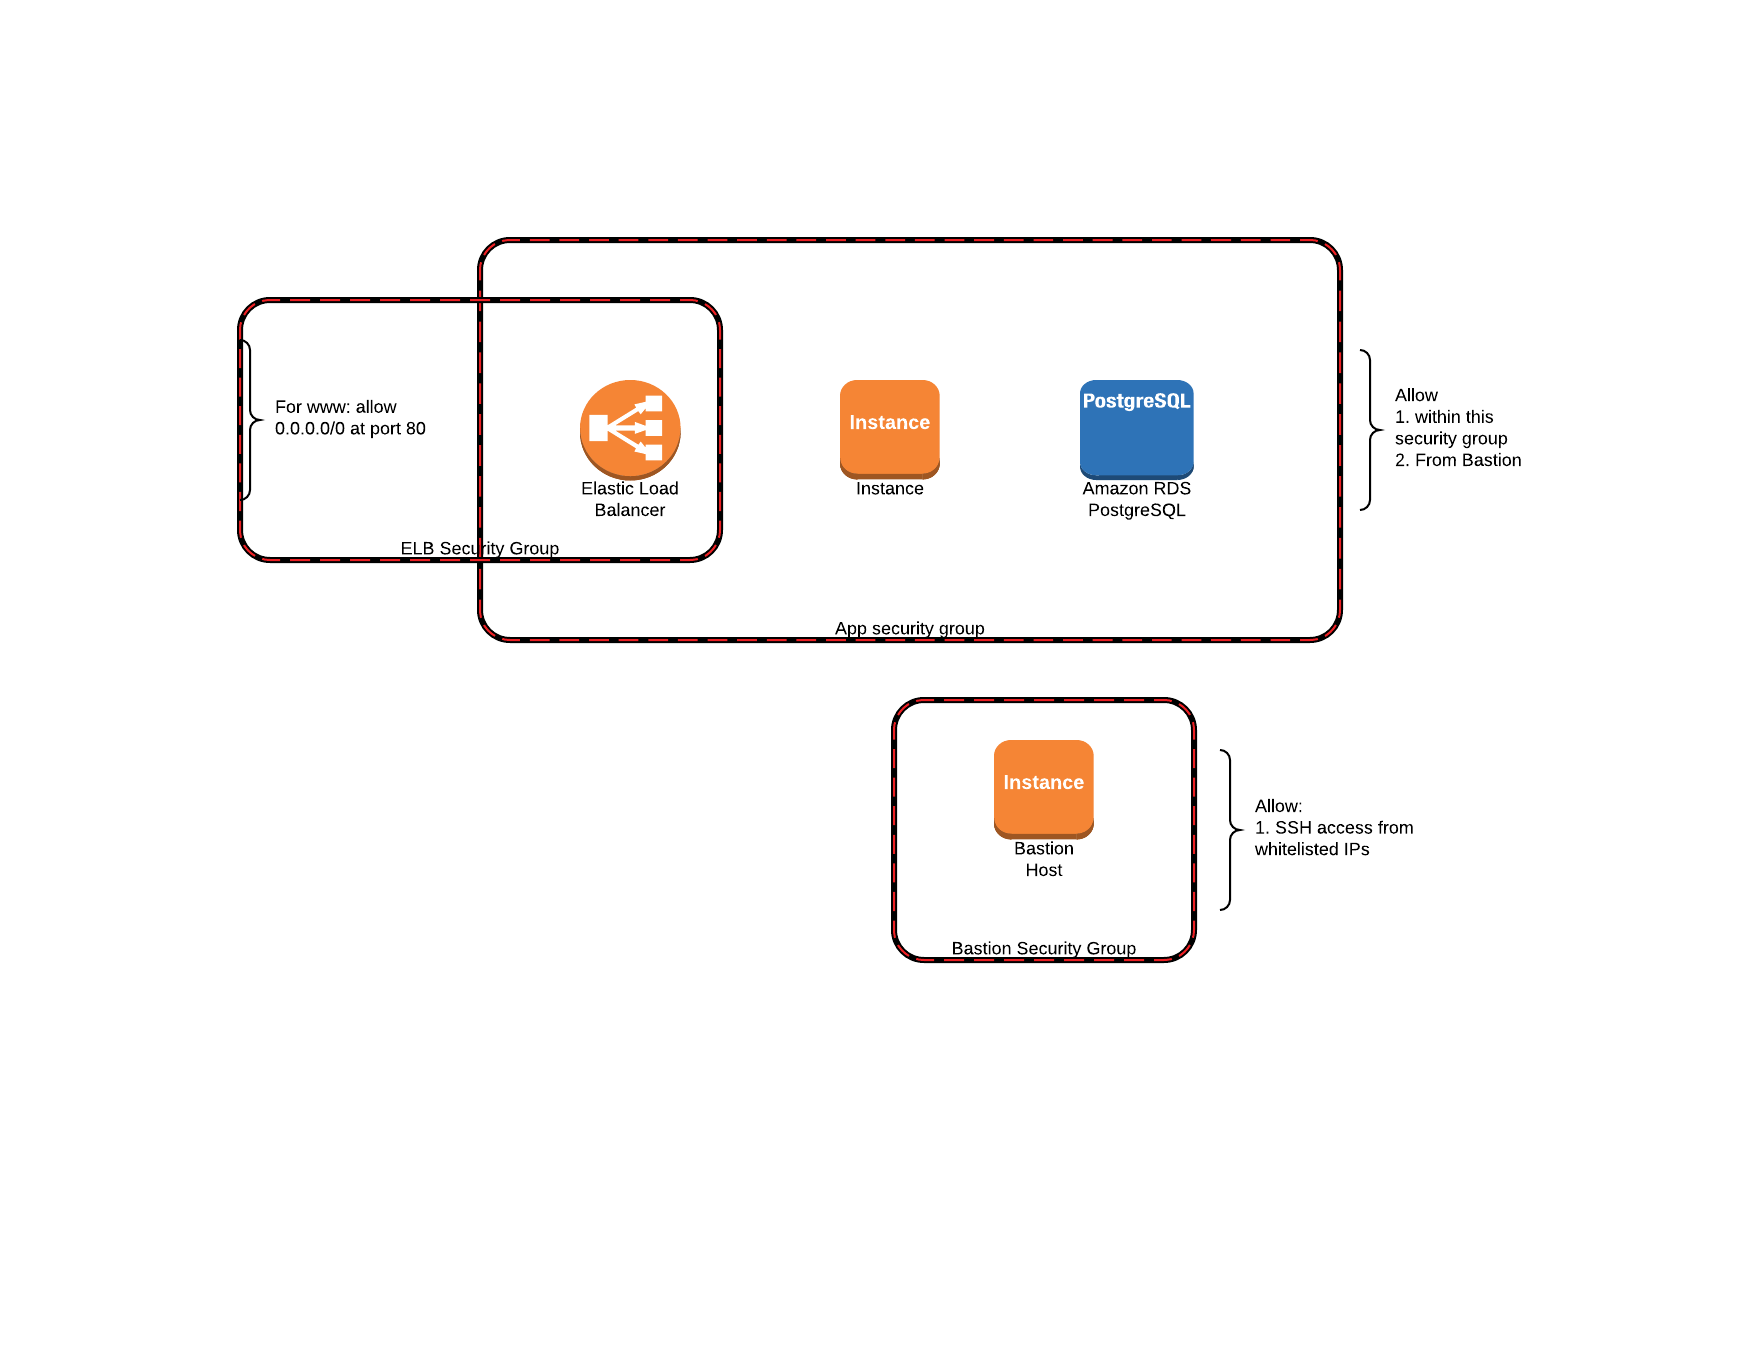 For www: allow
0.0.0.0/0 at port 80
Elastic Load
Balancer
ELB Security Group
Instance
Instance
PostgreSQL
Amazon RDS
PostgreSQL
Allow
1. within this
security group
2. From Bastion
App security group
Instance
Bastion
Host
Bastion Security Group
Allow:
1. SSH access from
whitelisted IPs